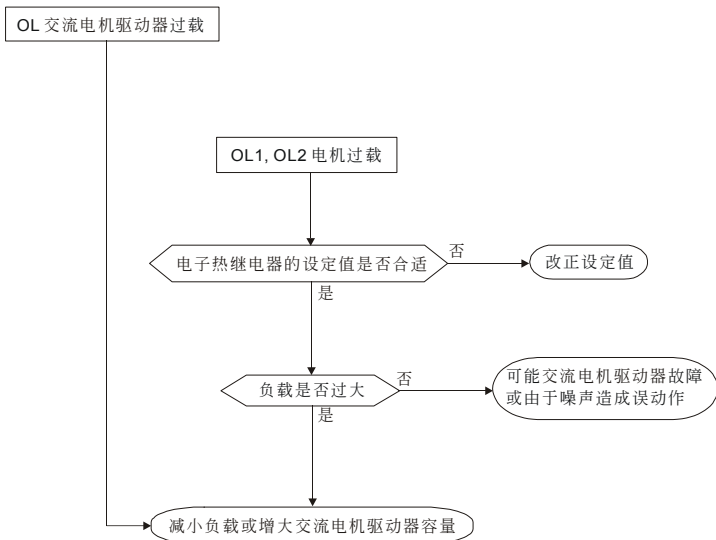 OL 交流电机驱动器过载
OL1, OL2 电机过载
电子热继电器的设定值是否合适
否
改正设定值
是
负载是否过大
否
可能交流电机驱动器故障
或由于噪声造成误动作
是
减小负载或增大交流电机驱动器容量